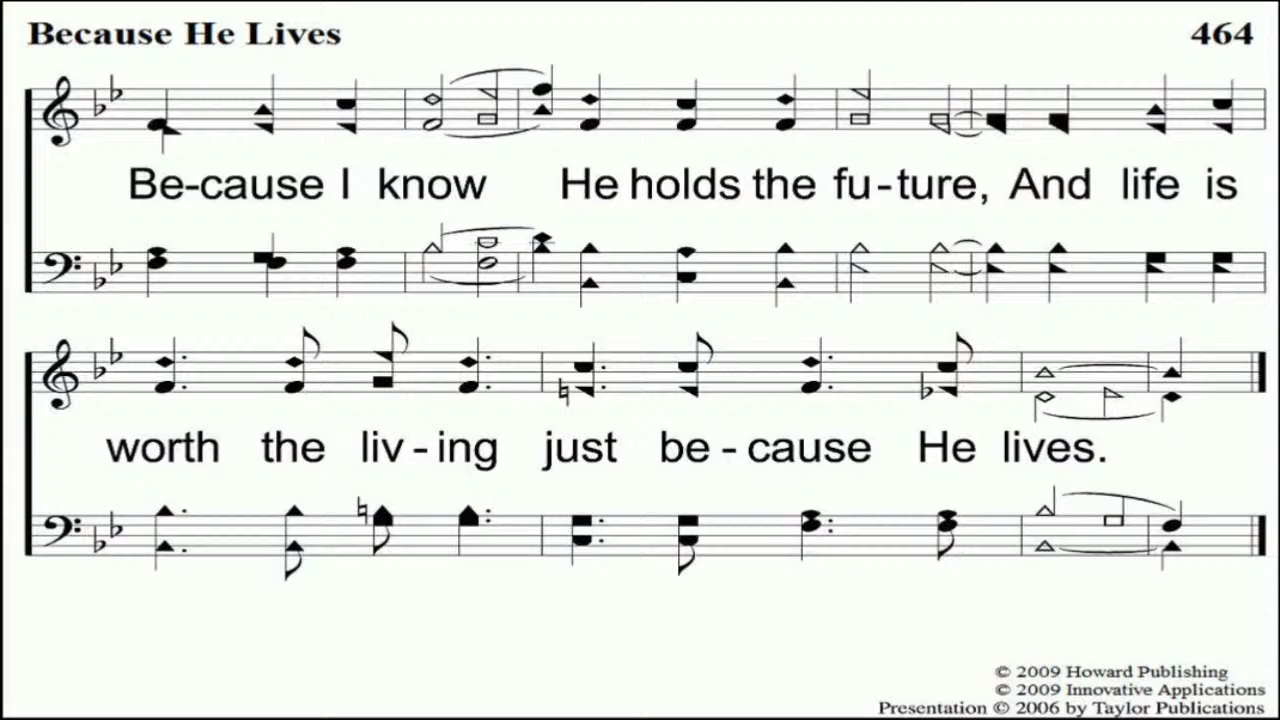 Because He Lives 464
Be-cause I know He holds the fu-ture, And life is
worth the liv-ing just be-cause He lives.
© 2009 Howard Publishing
© 2009 Innovative Applications
Presentation © 2006 by Taylor Publications